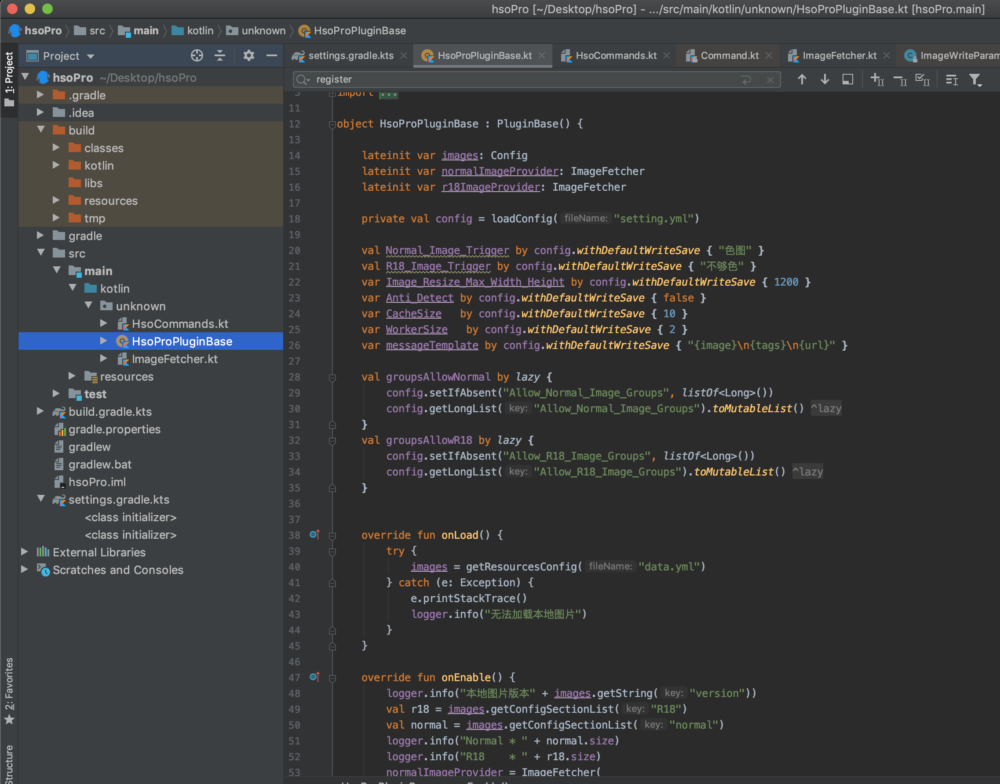 hsoPro [~/Desktop/hsoPro] - .../src/main/kotlin/unknown/HsoProPluginBase.kt [hsoPro.main]
hsoPro src main kotlin unknown HsoProPluginBase
1: Project
2: Favorites
Structure
Project
hsoPro ~/Desktop/hsoPro
.gradle
.idea
build
classes
kotlin
libs
resources
tmp
gradle
src
main
kotlin
unknown
HsoCommands.kt
HsoProPluginBase
ImageFetcher.kt
resources
test
build.gradle.kts
gradle.properties
gradlew
gradlew.bat
hsoPro.iml
settings.gradle.kts
<class initializer>
<class initializer>
External Libraries
Scratches and Consoles
settings.gradle.kts HsoProPluginBase.kt HsoCommands.kt Command.kt ImageFetcher.kt ImageWriteParam
register
import ...
11
12 object HsoProPluginBase : PluginBase() {
13
14 lateinit var images: Config
15 lateinit var normalImageProvider: ImageFetcher
16 lateinit var r18ImageProvider: ImageFetcher
17
18 private val config = loadConfig( fileName: "setting.yml")
19
20 val Normal_Image_Trigger by config.withDefaultWriteSave { "色图" }
21 val R18_Image_Trigger by config.withDefaultWriteSave { "不够色" }
22 var Image_Resize_Max_Width_Height by config.withDefaultWriteSave { 1200 }
23 var Anti_Detect by config.withDefaultWriteSave { false }
24 var CacheSize by config.withDefaultWriteSave { 10 }
25 var WorkerSize by config.withDefaultWriteSave { 2 }
26 var messageTemplate by config.withDefaultWriteSave { "{image}\n{tags}\n{url}" }
27
28 val groupsAllowNormal by lazy {
29 config.setIfAbsent("Allow_Normal_Image_Groups", listOf<Long>())
30 config.getLongList( key: "Allow_Normal_Image_Groups").toMutableList() ^lazy
31 }
32 val groupsAllowR18 by lazy {
33 config.setIfAbsent("Allow_R18_Image_Groups", listOf<Long>())
34 config.getLongList( key: "Allow_R18_Image_Groups").toMutableList() ^lazy
35 }
36
37
38 override fun onLoad() {
39 try {
40 images = getResourcesConfig( fileName: "data.yml")
41 } catch (e: Exception) {
42 e.printStackTrace()
43 logger.info("无法加载本地图片")
44 }
45 }
46
47 override fun onEnable() {
48 logger.info("本地图片版本" + images.getString( key: "version"))
49 val r18 = images.getConfigSectionList( key: "R18")
50 val normal = images.getConfigSectionList( key: "normal")
51 logger.info("Normal * " + normal.size)
52 logger.info("R18    * " + r18.size)
53 normalImageProvider = ImageFetcher(